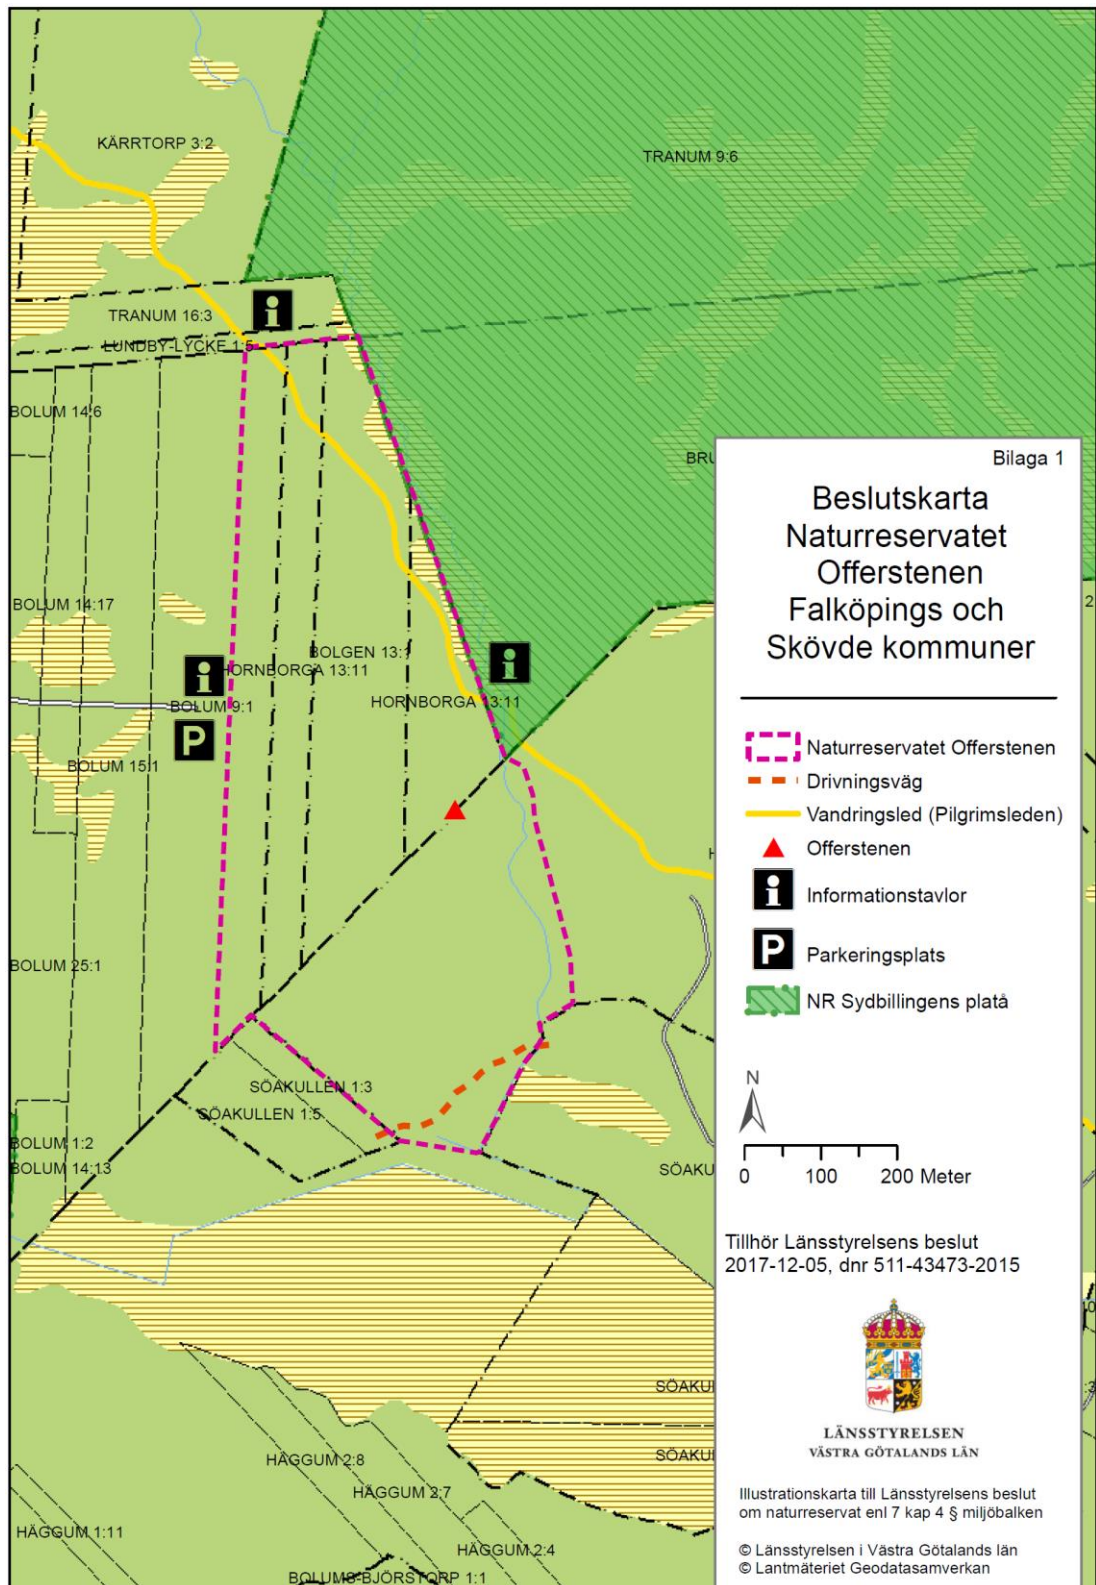 KÄRRTORP 3:2
TRANUM 9:6
TRANUM 16:3
LUNDBY-LYCKE 1:5
BOLUM 14:6
BOLUM 14:17
BOLGEN 13:1
HORNBORGA 13:11
HORNBORGA 13:11
BOLUM 9:1
P
BOLUM 15:1
BOLUM 25:1
SÖAKULLEN 1:3
SÖAKULLEN 1:5
BOLUM 1:2
BOLUM 14:13
HÄGGUM 2:8
HÄGGUM 2:7
HÄGGUM 1:11
HÄGGUM 2:4
BOLUMS-BJÖRSTORP 1:1
Bilaga 1
Beslutskarta
Naturreservatet
Offerstenen
Falköpings och
Skövde kommuner
Naturreservatet Offerstenen
Drivningsväg
Vandringsled (Pilgrimsleden)
Offerstenen
i Informationstavlor
P Parkeringsplats
NR Sydbillingens platå
N
0 100 200 Meter
Tillhör Länsstyrelsens beslut
2017-12-05, dnr 511-43473-2015
LÄNSSTYRELSEN
VÄSTRA GÖTALANDS LÄN
Illustrationskarta till Länsstyrelsens beslut
om naturreservat enl 7 kap 4 § miljöbalken
© Länsstyrelsen i Västra Götalands län
© Lantmäteriet Geodatasamverkan